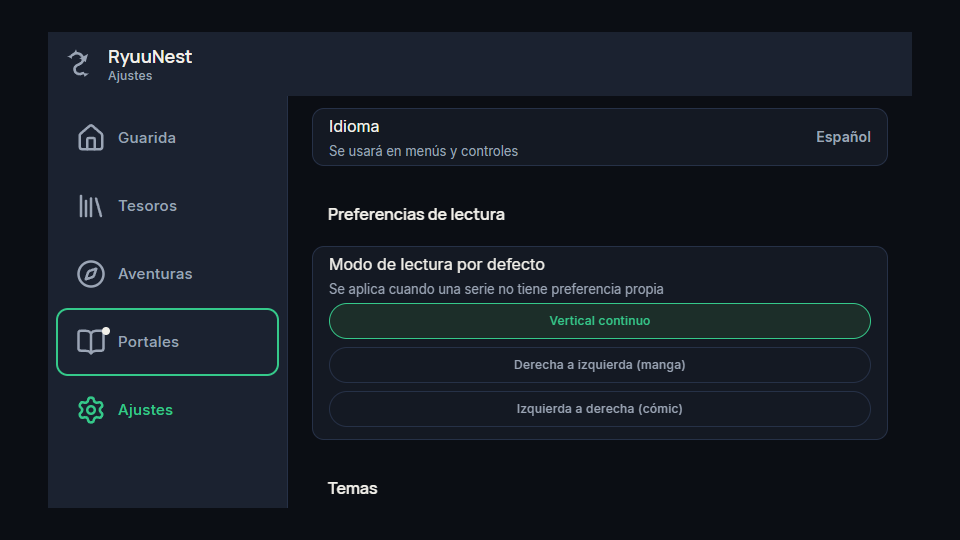 RyuuNest
Ajustes
Guarida
Tesoros
Aventuras
Portales
Ajustes
Idioma
Se usará en menús y controles
Español
Preferencias de lectura
Modo de lectura por defecto
Se aplica cuando una serie no tiene preferencia propia
Vertical continuo
Derecha a izquierda (manga)
Izquierda a derecha (cómic)
Temas